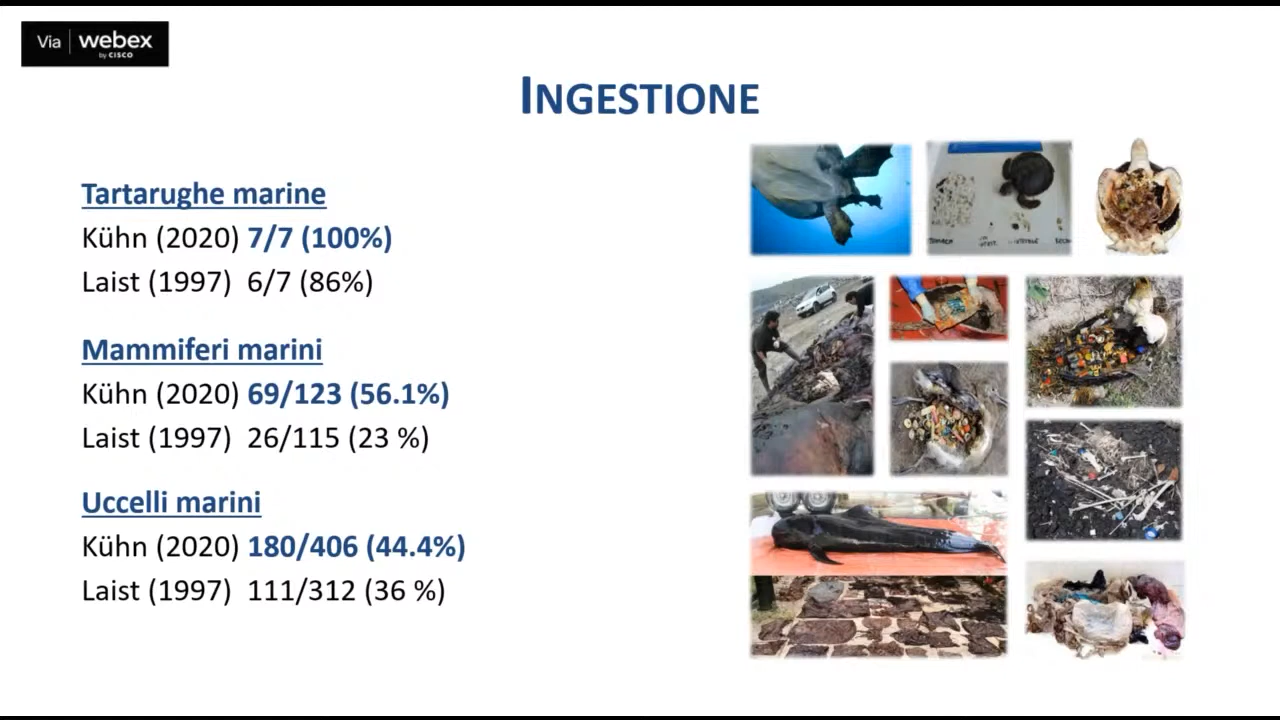 Via webex
by CISCO
INGESTIONE
Tartarughe marine
Kühn (2020) 7/7 (100%)
Laist (1997) 6/7 (86%)
Mammiferi marini
Kühn (2020) 69/123 (56.1%)
Laist (1997) 26/115 (23 %)
Uccelli marini
Kühn (2020) 180/406 (44.4%)
Laist (1997) 111/312 (36 %)